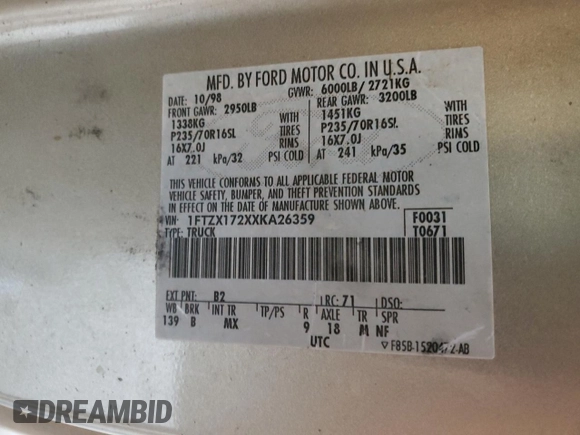 MFD. BY FORD MOTOR CO. IN U.S.A.
DATE: 10/98 GVWR: 6000LB/ 2721KG
FRONT GAWR: 2950LB REAR GAWR: 3200LB
1338KG WITH 1451KG WITH
P235/70R16SL TIRES P235/70R16SL TIRES
16X7.0J RIMS 16X7.0J RIMS
AT 221 kPa/32 PSI COLD AT 241 kPa/35 PSI COLD
THIS VEHICLE CONFORMS TO ALL APPLICABLE FEDERAL MOTOR
VEHICLE SAFETY, BUMPER, AND THEFT PREVENTION STANDARDS
IN EFFECT ON THE DATE OF MANUFACTURE SHOWN ABOVE.
VIN: 1FTZX172XXKA26359 F0031
TYPE: TRUCK T0671
EXT PNT: B2 RC: 71 DSO:
WB BRK INT TR TP/PS R AXLE TR SPR
139 B MX 9 18 M NF
UTC
▽ F85B-1520472-AB
DREAMBID